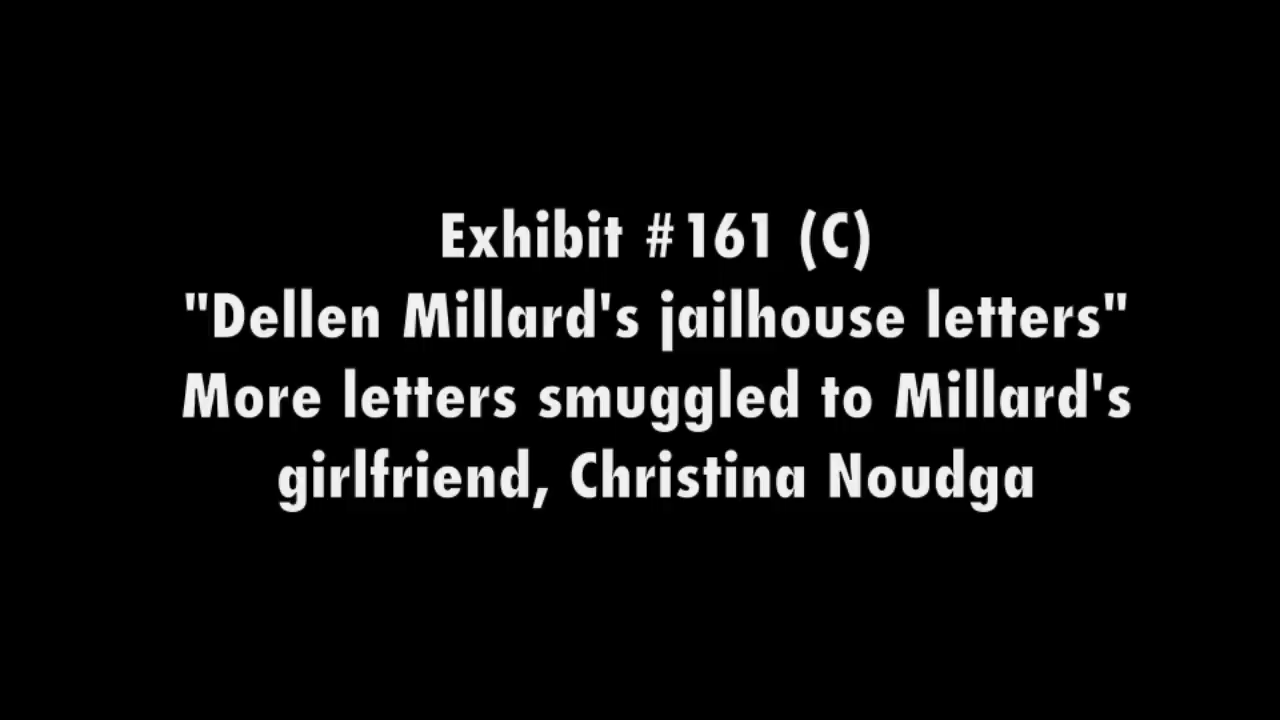 Exhibit #161 (C)
"Dellen Millard's jailhouse letters"
More letters smuggled to Millard's
girlfriend, Christina Noudga